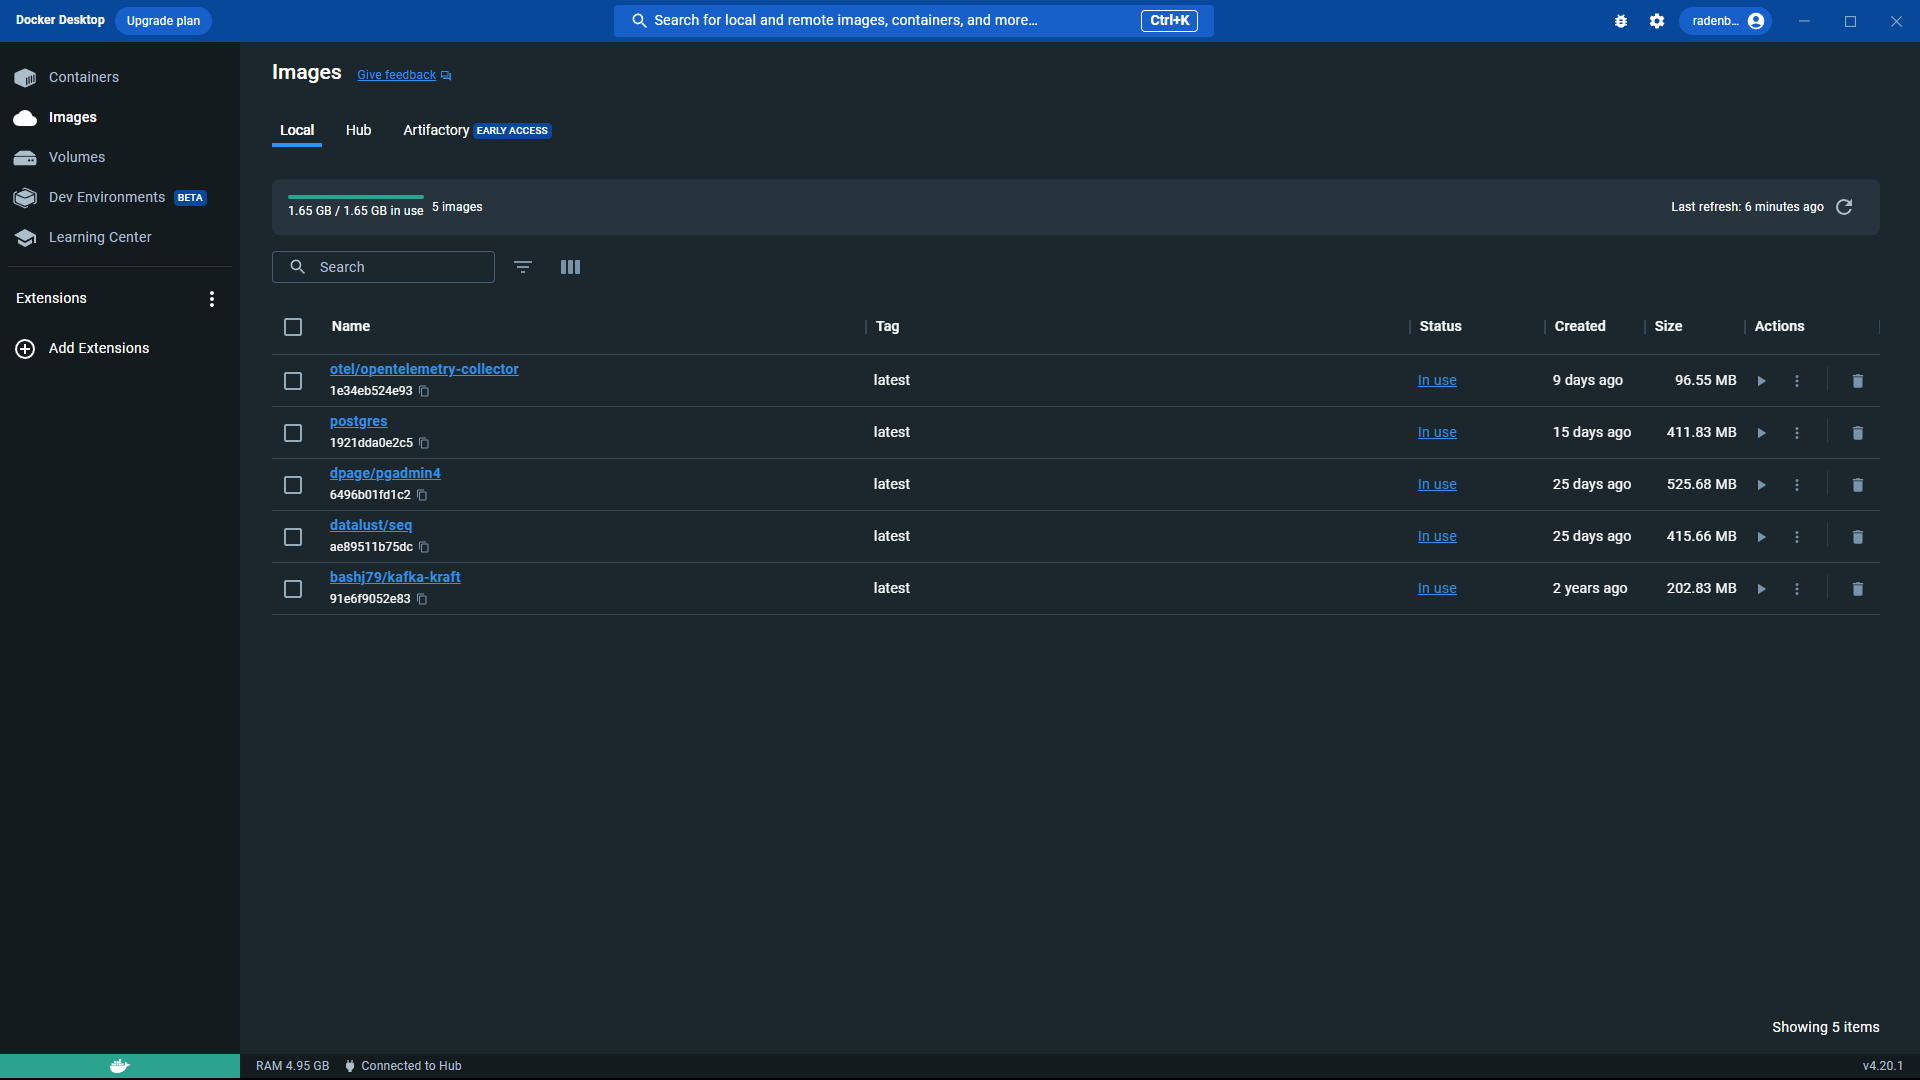 Docker Desktop Upgrade plan Search for local and remote images, containers, and more... Ctrl+K radenb...
Containers
Images
Volumes
Dev Environments BETA
Learning Center
Extensions
Add Extensions
Images Give feedback
Local Hub Artifactory EARLY ACCESS
1.65 GB / 1.65 GB in use 5 images Last refresh: 6 minutes ago
Search
Name Tag Status Created Size Actions
otel/opentelemetry-collector
1e34eb524e93 latest In use 9 days ago 96.55 MB
postgres
1921dda0e2c5 latest In use 15 days ago 411.83 MB
dpage/pgadmin4
6496b01fd1c2 latest In use 25 days ago 525.68 MB
datalust/seq
ae89511b75dc latest In use 25 days ago 415.66 MB
bashj79/kafka-kraft
91e6f9052e83 latest In use 2 years ago 202.83 MB
Showing 5 items
RAM 4.95 GB Connected to Hub v4.20.1